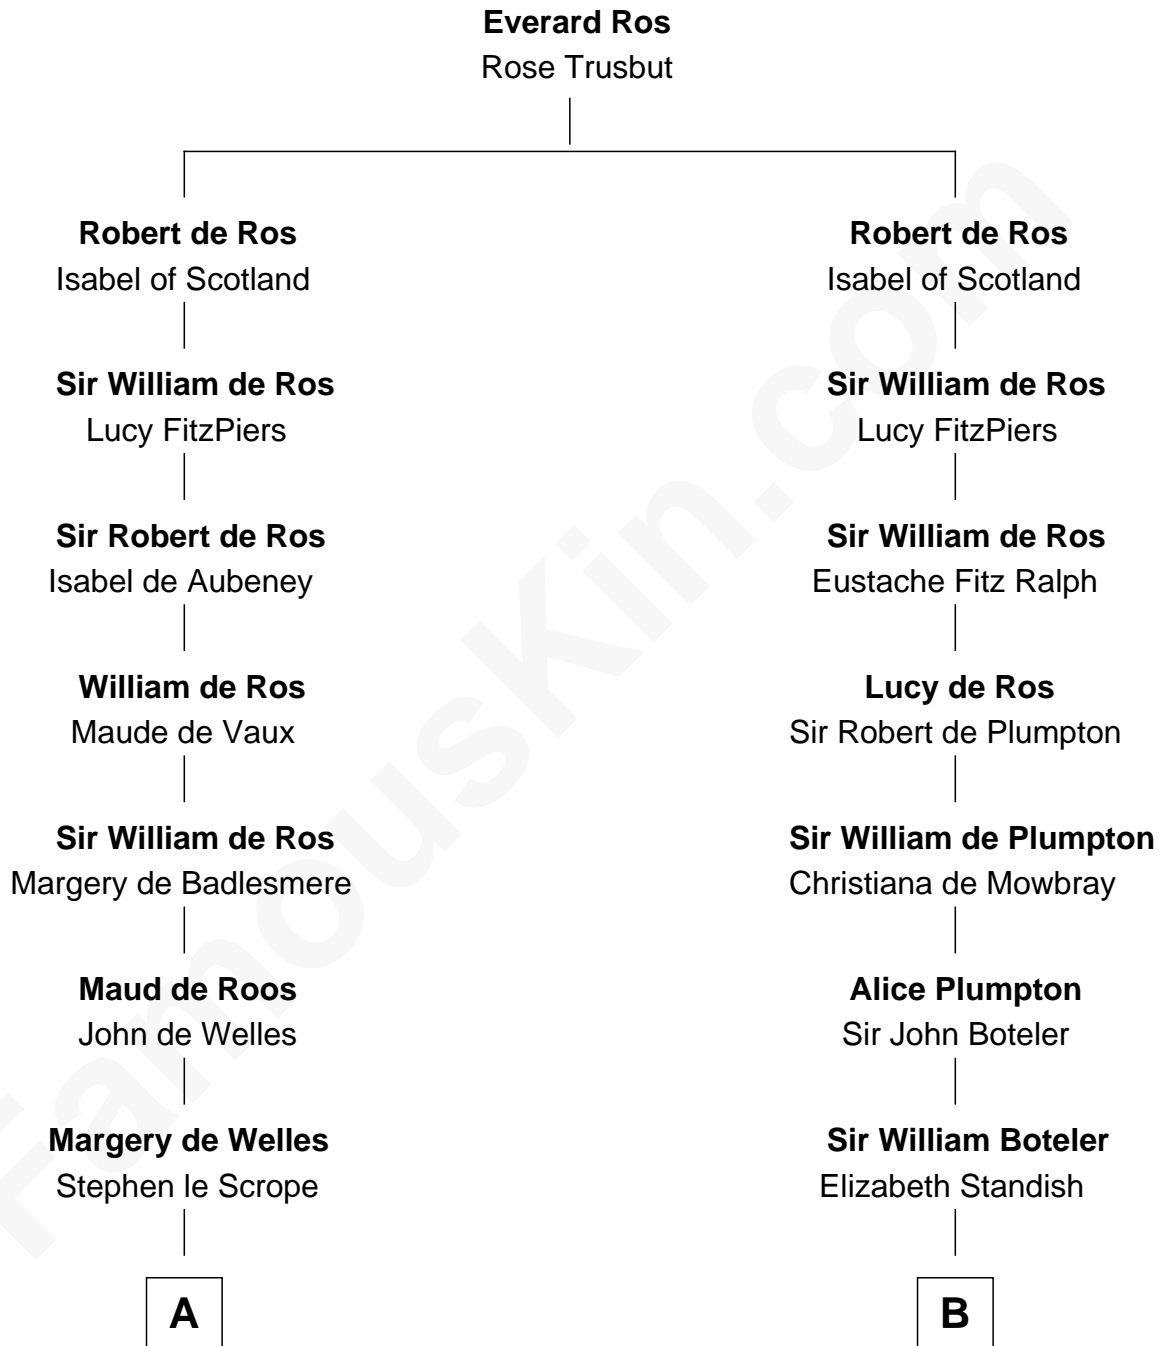 Everard Ros
Rose Trusbut
Robert de Ros
Isabel of Scotland
Sir William de Ros
Lucy FitzPiers
Sir Robert de Ros
Isabel de Aubeney
William de Ros
Maude de Vaux
Sir William de Ros
Margery de Badlesmere
Maud de Roos
John de Welles
Margery de Welles
Stephen le Scrope
A
Robert de Ros
Isabel of Scotland
Sir William de Ros
Lucy FitzPiers
Sir William de Ros
Eustache Fitz Ralph
Lucy de Ros
Sir Robert de Plumpton
Sir William de Plumpton
Christiana de Mowbray
Alice Plumpton
Sir John Boteler
Sir William Boteler
Elizabeth Standish
B
FamousKin.com